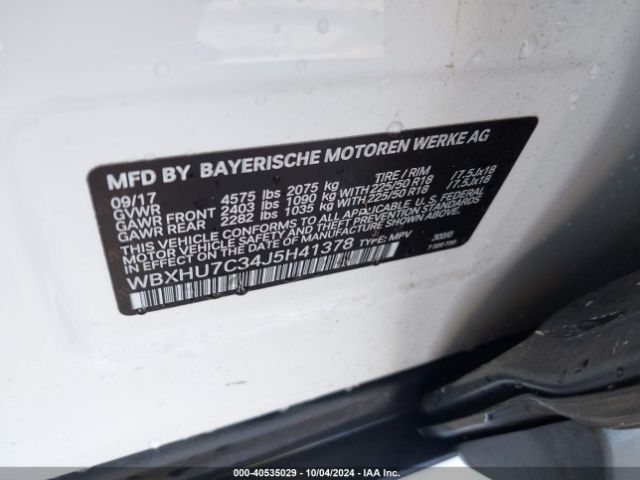 MFD BY BAYERISCHE MOTOREN WERKE AG
09/17 TIRE / RIM
GVWR 4575 lbs 2075 kg
GAWR FRONT 2403 lbs 1090 kg WITH 225/50 R18 /7.5Jx18
GAWR REAR 2282 lbs 1035 kg WITH 225/50 R18 /7.5Jx18
THIS VEHICLE CONFORMS TO ALL APPLICABLE U.S. FEDERAL
MOTOR VEHICLE SAFETY, BUMPER, AND THEFT PREVENTION STANDARDS
IN EFFECT ON THE DATE OF MANUFACTURE SHOWN ABOVE.
WBXHU7C34J5H41378 TYPE: MPV
000-40535029 - 10/04/2024 - IAA Inc.